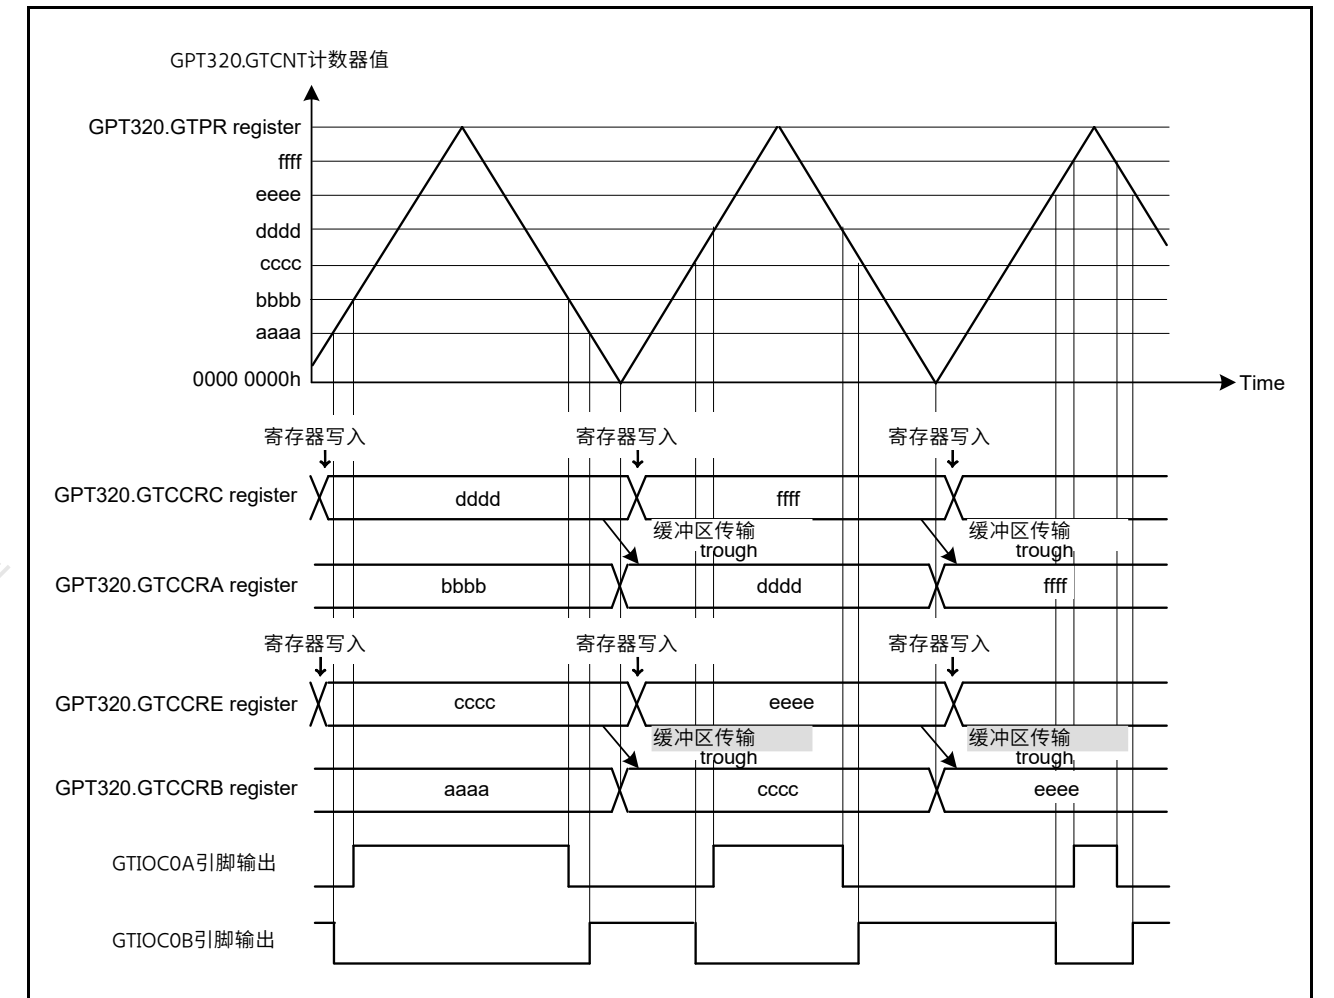 GPT320.GTCNT计数器值
GPT320.GTPR register
ffff
eeee
dddd
cccc
bbbb
aaaa
0000 0000h
Time
寄存器写入 寄存器写入 寄存器写入
GPT320.GTCCRC register dddd ffff
缓冲区传输 缓冲区传输
trough trough
GPT320.GTCCRA register bbbb dddd ffff
寄存器写入 寄存器写入 寄存器写入
GPT320.GTCCRE register cccc eeee
缓冲区传输 缓冲区传输
trough trough
GPT320.GTCCRB register aaaa cccc eeee
GTIOC0A引脚输出
GTIOC0B引脚输出